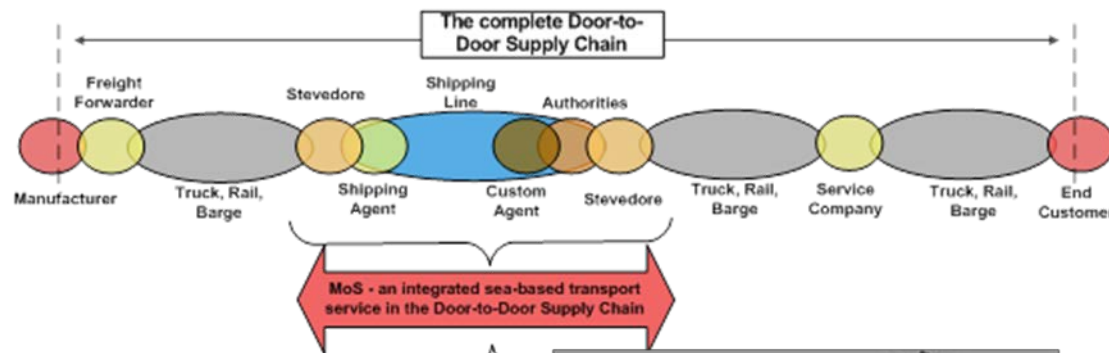 The complete Door-to-
Door Supply Chain
Freight
Forwarder
Stevedore
Shipping
Line
Authorities
Manufacturer
Truck, Rail,
Barge
Shipping
Agent
Custom
Agent
Stevedore
Truck, Rail,
Barge
Service
Company
Truck, Rail,
Barge
End
Customer
MoS - an integrated sea-based transport
service in the Door-to-Door Supply Chain